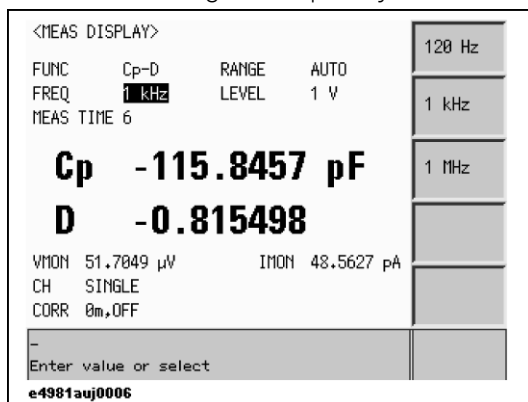 <MEAS DISPLAY>
FUNC Cp-D RANGE AUTO
FREQ 1 kHz LEVEL 1 V
MEAS TIME 6
Cp -115.8457 pF
D -0.815498
VMON 51.7049 µV IMON 48.5627 pA
CH SINGLE
CORR 0m,OFF
120 Hz
1 kHz
1 MHz
-
Enter value or select
e4981auj0006